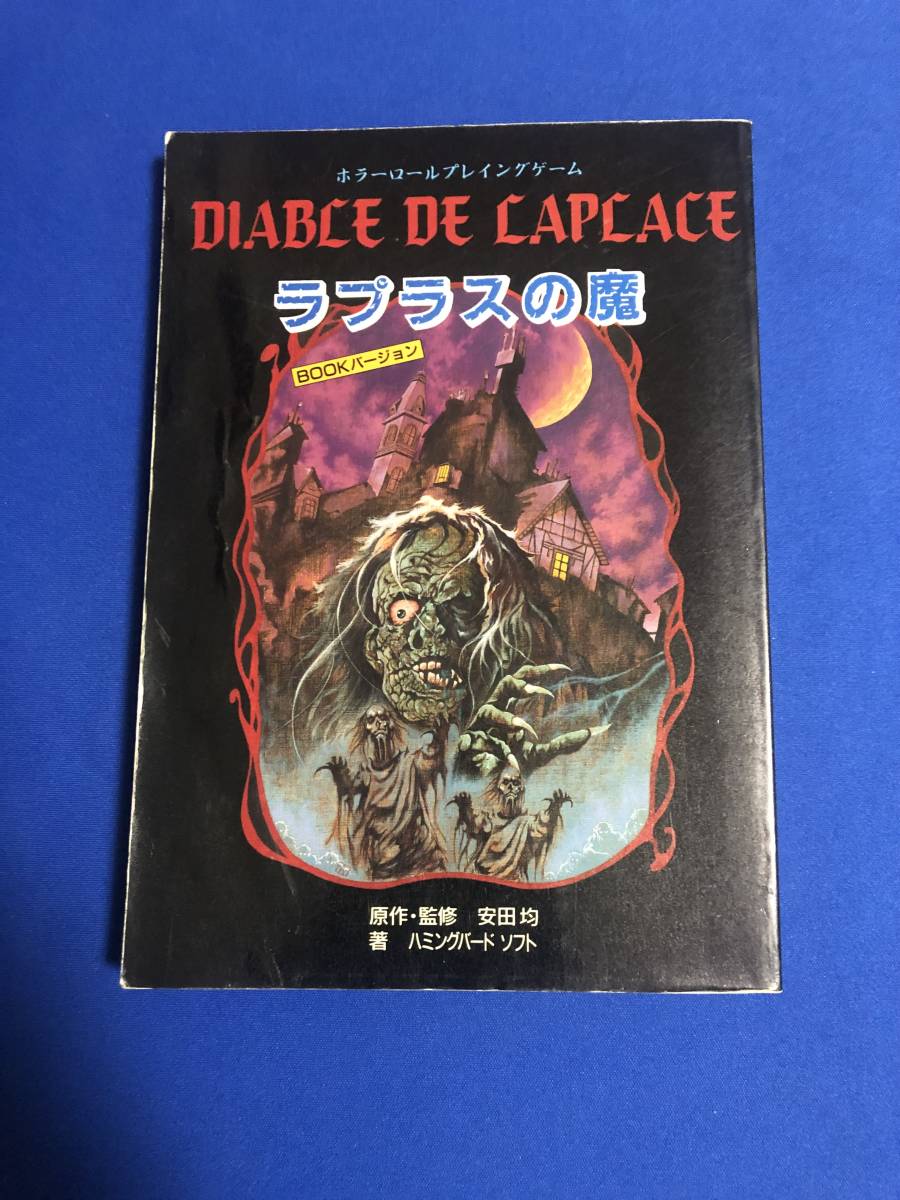 ホラーロールプレイングゲーム
DIABLE DE LAPLACE
ラプラスの魔
BOOKバージョン
原作・監修 安田均
著 ハミングバード ソフト